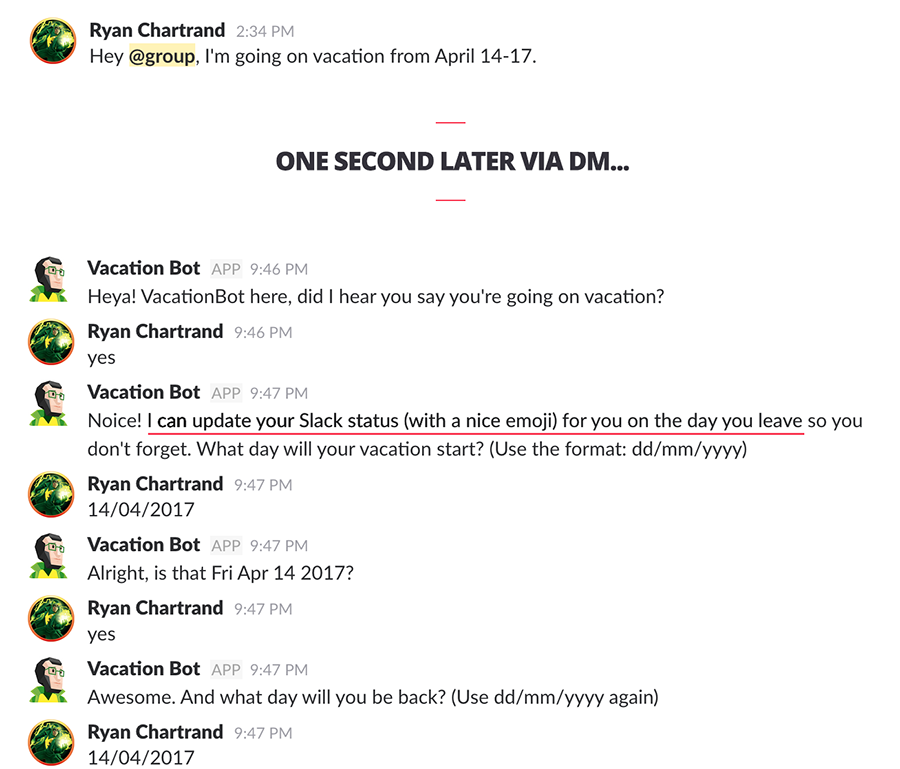 Ryan Chartrand 2:34 PM
Hey @group, I'm going on vacation from April 14-17.
ONE SECOND LATER VIA DM...
Vacation Bot APP 9:46 PM
Heya! VacationBot here, did I hear you say you're going on vacation?
Ryan Chartrand 9:46 PM
yes
Vacation Bot APP 9:47 PM
Noice! I can update your Slack status (with a nice emoji) for you on the day you leave so you
don't forget. What day will your vacation start? (Use the format: dd/mm/yyyy)
Ryan Chartrand 9:47 PM
14/04/2017
Vacation Bot APP 9:47 PM
Alright, is that Fri Apr 14 2017?
Ryan Chartrand 9:47 PM
yes
Vacation Bot APP 9:47 PM
Awesome. And what day will you be back? (Use dd/mm/yyyy again)
Ryan Chartrand 9:47 PM
14/04/2017